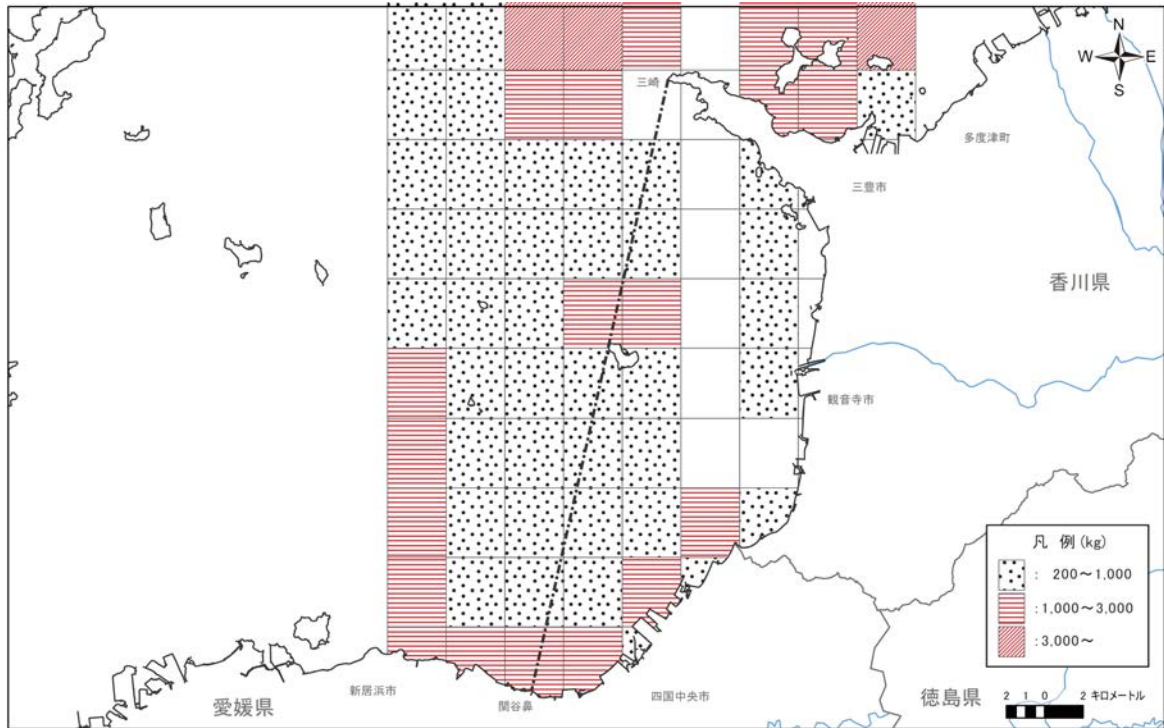 N
W E
S
三崎
多度津町
三豊市
香川県
観音寺市
凡 例 (kg)
: 200～1,000
:1,000～3,000
:3,000～
新居浜市
関谷鼻
四国中央市
愛媛県
徳島県
2 1 0 2 キロメートル